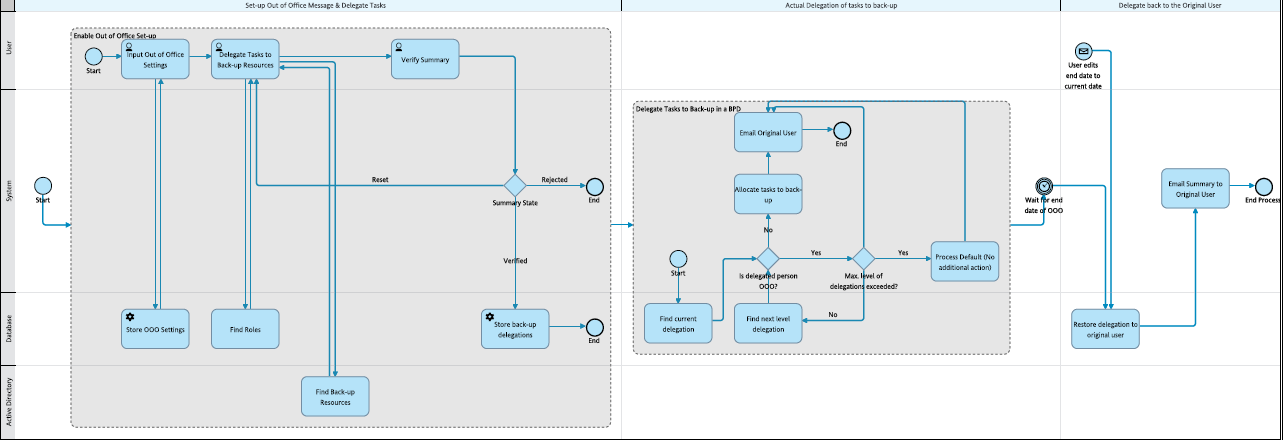 Set-up Out of Office Message & Delegate Tasks
Actual Delegation of tasks to back-up
Delegate back to the Original User
User
System
Database
Active Directory
Enable Out of Office Set-up
Start
Input Out of Office
Settings
Delegate Tasks to
Back-up Resources
Verify Summary
Start
Reset
Rejected
Summary State
End
Verified
Store OOO Settings
Find Roles
Store back-up
delegations
End
Find Back-up
Resources
Delegate Tasks to Back-up in a BPD
Email Original User
End
Allocate tasks to back-
up
No
Start
Is delegated person
OOO?
Yes
Max. level of
delegations exceeded?
Yes
Process Default (No
additional action)
Find current
delegation
Find next level
delegation
No
User edits
end date to
current date
Wait for end
date of OOO
Email Summary to
Original User
End Process
Restore delegation to
original user